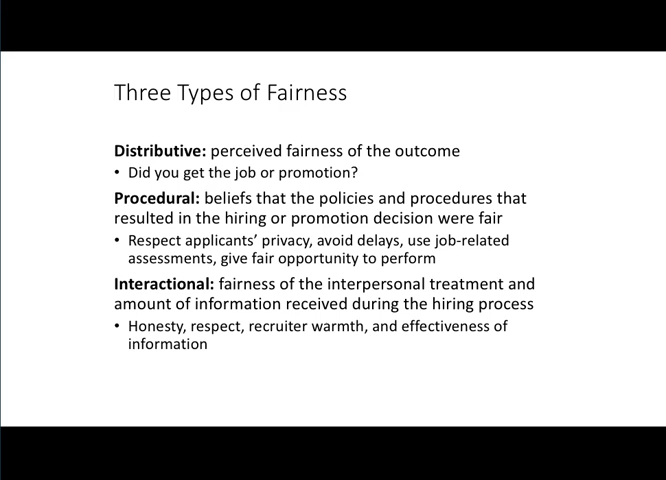 Three Types of Fairness
Distributive: perceived fairness of the outcome
• Did you get the job or promotion?
Procedural: beliefs that the policies and procedures that
resulted in the hiring or promotion decision were fair
• Respect applicants’ privacy, avoid delays, use job-related
assessments, give fair opportunity to perform
Interactional: fairness of the interpersonal treatment and
amount of information received during the hiring process
• Honesty, respect, recruiter warmth, and effectiveness of
information